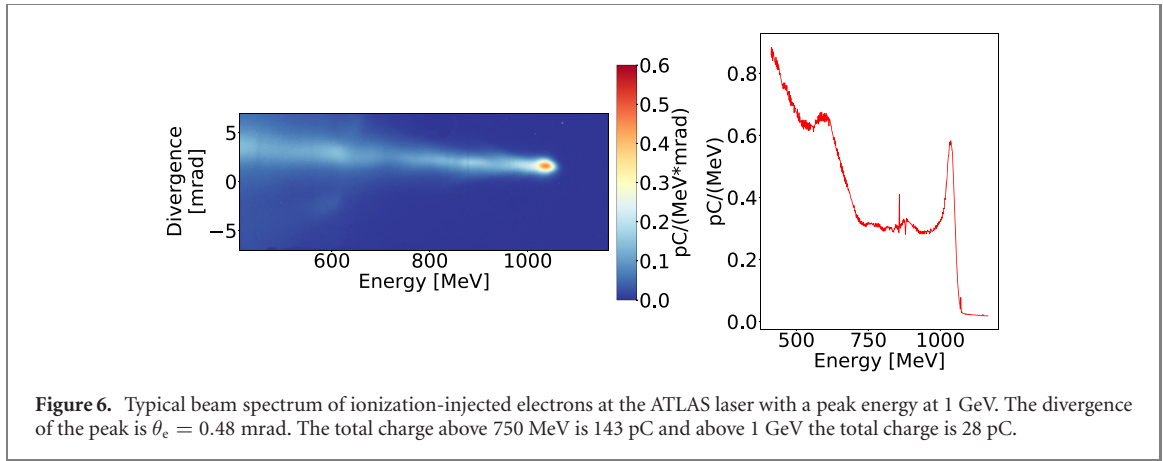 5
0
−5
Divergence
[mrad]
600
800
1000
Energy [MeV]
0.6
0.5
0.4
0.3
0.2
0.1
0.0
pC/(MeV*mrad)
0.8
0.6
0.4
0.2
0.0
pC/(MeV)
500
750
1000
Energy [MeV]
Figure 6. Typical beam spectrum of ionization-injected electrons at the ATLAS laser with a peak energy at 1 GeV. The divergence
of the peak is θe = 0.48 mrad. The total charge above 750 MeV is 143 pC and above 1 GeV the total charge is 28 pC.